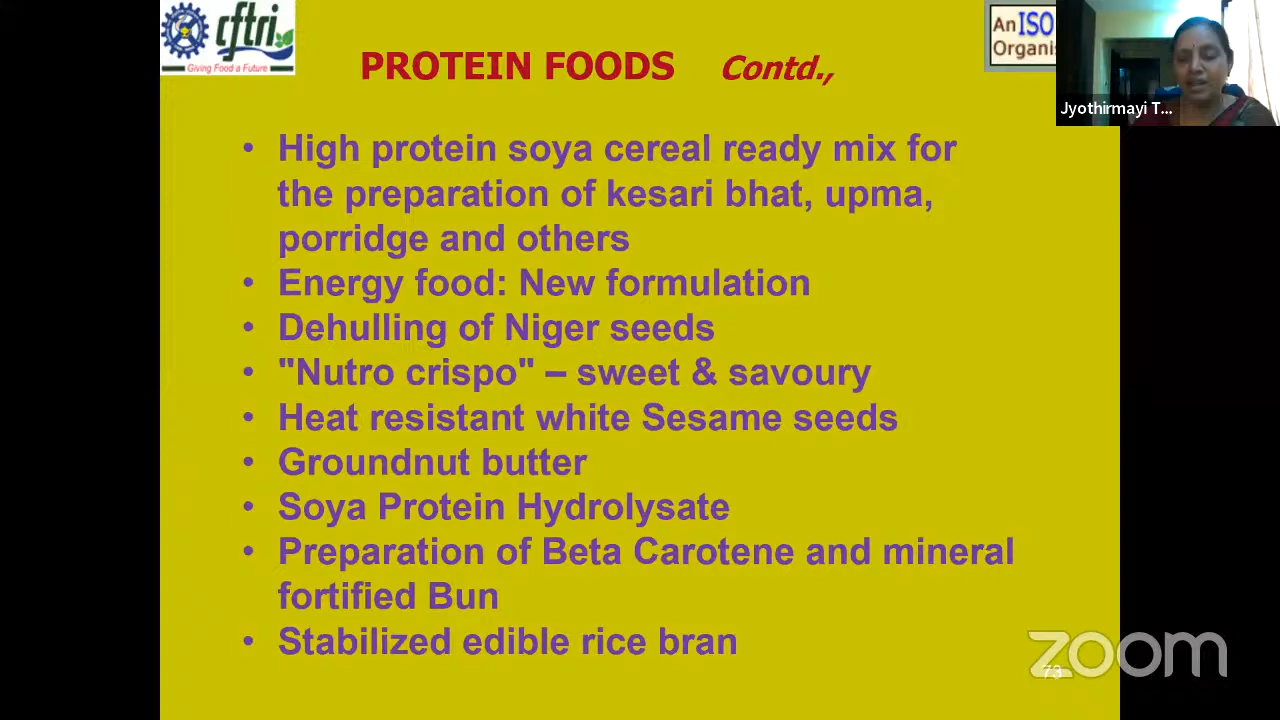 cftri
Giving Food a Future
PROTEIN FOODS Contd.,
An ISO
Organis
Jyothirmayi T...
• High protein soya cereal ready mix for
the preparation of kesari bhat, upma,
porridge and others
• Energy food: New formulation
• Dehulling of Niger seeds
• "Nutro crispo" – sweet & savoury
• Heat resistant white Sesame seeds
• Groundnut butter
• Soya Protein Hydrolysate
• Preparation of Beta Carotene and mineral
fortified Bun
• Stabilized edible rice bran
zoom
73